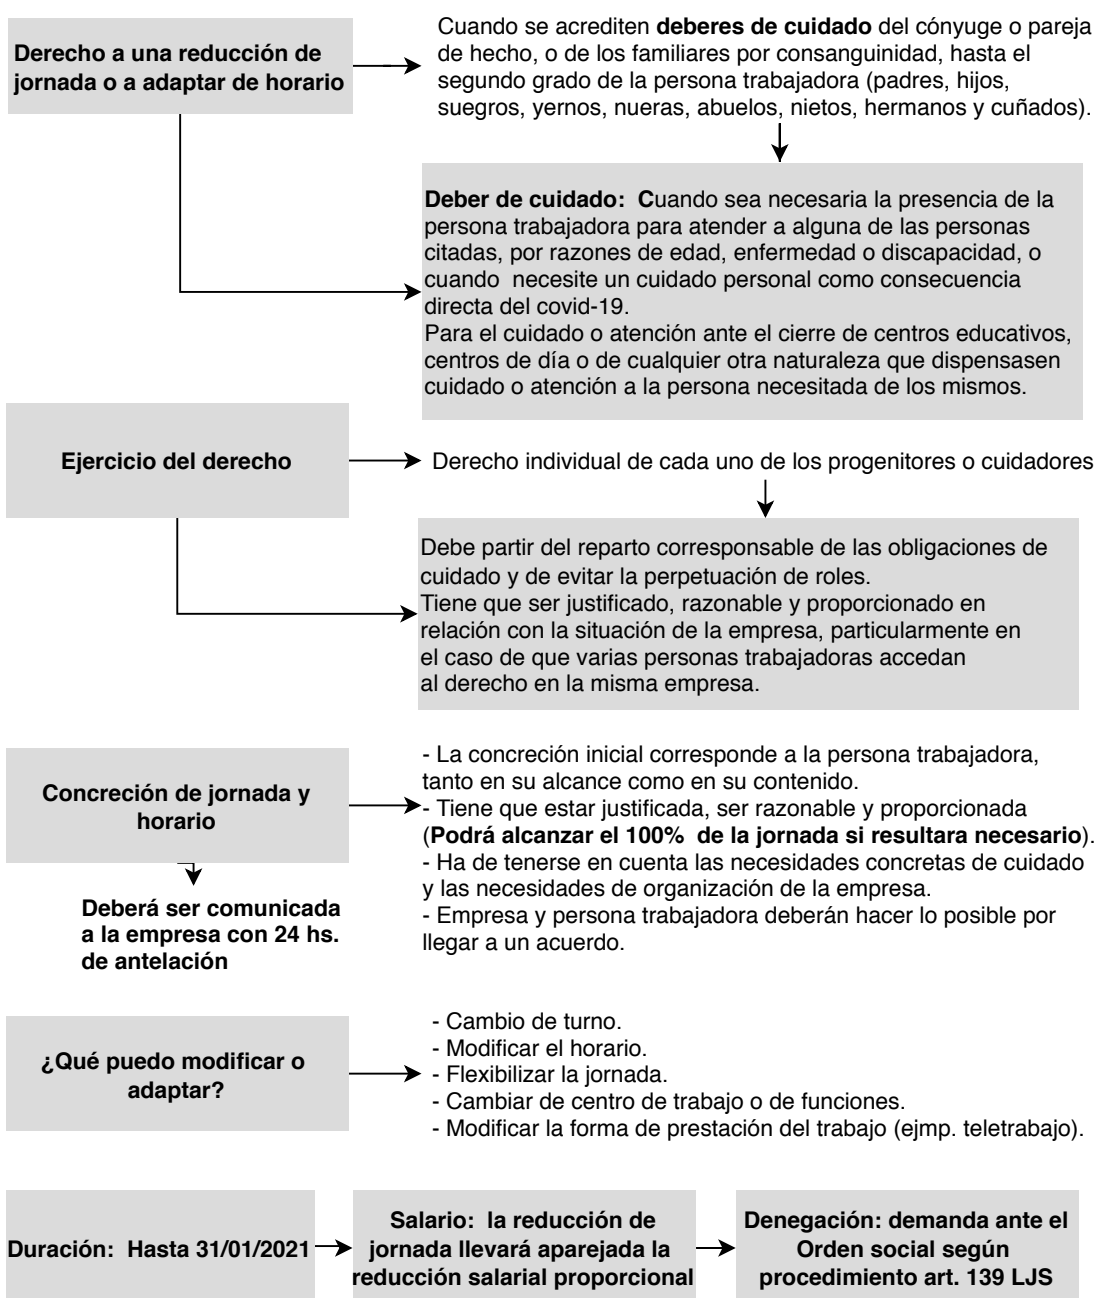 Derecho a una reducción de
jornada o a adaptar de horario
Cuando se acrediten deberes de cuidado del cónyuge o pareja
de hecho, o de los familiares por consanguinidad, hasta el
segundo grado de la persona trabajadora (padres, hijos,
suegros, yernos, nueras, abuelos, nietos, hermanos y cuñados).
Deber de cuidado:  Cuando sea necesaria la presencia de la
persona trabajadora para atender a alguna de las personas
citadas, por razones de edad, enfermedad o discapacidad, o
cuando  necesite un cuidado personal como consecuencia
directa del covid-19.
Para el cuidado o atención ante el cierre de centros educativos,
centros de día o de cualquier otra naturaleza que dispensasen
cuidado o atención a la persona necesitada de los mismos.
Ejercicio del derecho
Derecho individual de cada uno de los progenitores o cuidadores
Debe partir del reparto corresponsable de las obligaciones de
cuidado y de evitar la perpetuación de roles.
Tiene que ser justificado, razonable y proporcionado en
relación con la situación de la empresa, particularmente en
el caso de que varias personas trabajadoras accedan
al derecho en la misma empresa.
Concreción de jornada y
horario
Deberá ser comunicada
a la empresa con 24 hs.
de antelación
- La concreción inicial corresponde a la persona trabajadora,
tanto en su alcance como en su contenido.
- Tiene que estar justificada, ser razonable y proporcionada
(Podrá alcanzar el 100%  de la jornada si resultara necesario).
- Ha de tenerse en cuenta las necesidades concretas de cuidado
y las necesidades de organización de la empresa.
- Empresa y persona trabajadora deberán hacer lo posible por
llegar a un acuerdo.
¿Qué puedo modificar o
adaptar?
- Cambio de turno.
- Modificar el horario.
- Flexibilizar la jornada.
- Cambiar de centro de trabajo o de funciones.
- Modificar la forma de prestación del trabajo (ejmp. teletrabajo).
Duración:  Hasta 31/01/2021
Salario:  la reducción de
jornada llevará aparejada la
reducción salarial proporcional
Denegación: demanda ante el
Orden social según
procedimiento art. 139 LJS